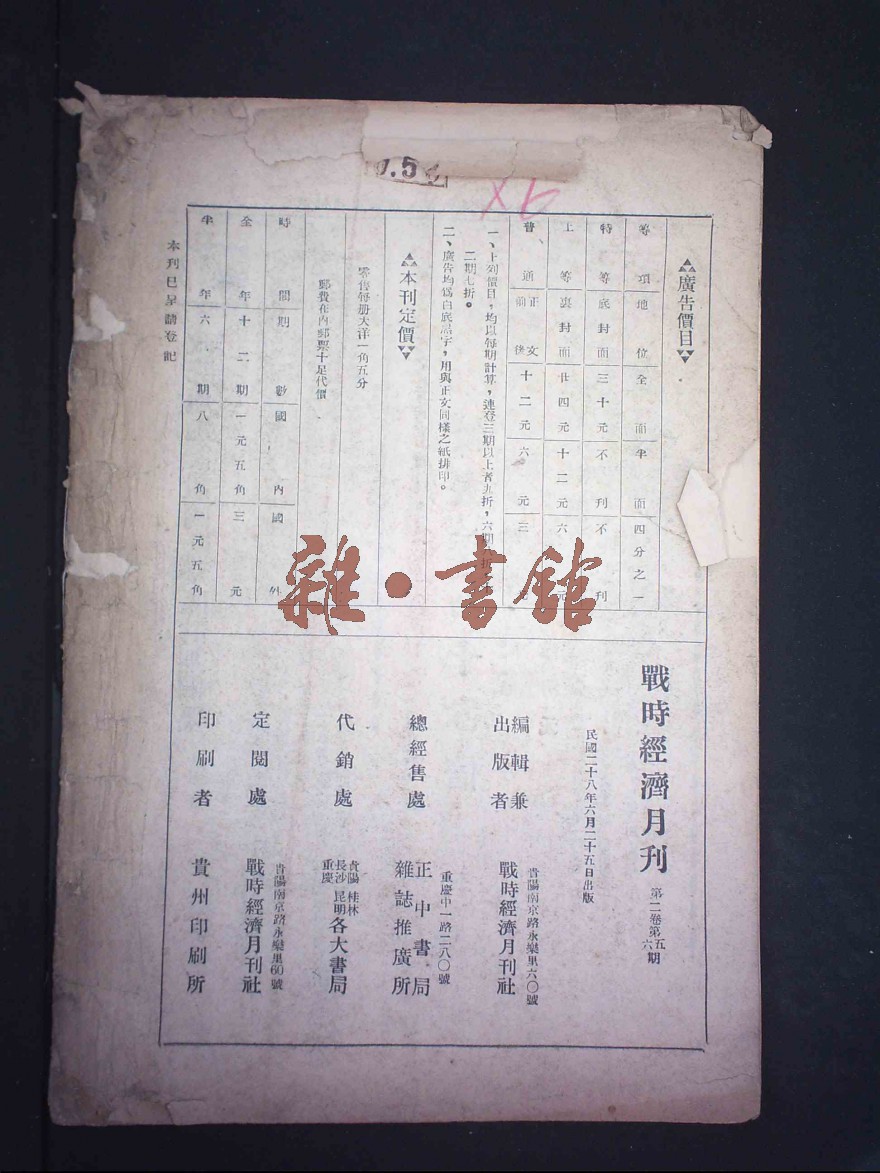 廣告價目
等項 地位 全面 半面 四分之一
特等 底封面 三十元 不刊 不刊
上等 裏封面 廿四元 十二元 六元
普通 正文前後 十二元 六元 三
一、上列價目，均以每期計算，連登三期以上者九折，六期
二期七折。
二、廣告均爲白底黑字，用與正文同樣之紙排印。
本刊定價
零售每册大洋一角五分
郵費在內郵票十足代價
時間 期數 國內 國外
全年 十二期 一元五角 三元
半年 六期 八角 一元五角
本刊已呈請登記
戰時經濟月刊 第二卷第五六期
民國二十八年六月二十五日出版
編輯兼出版者 貴陽南京路永樂里六〇號
戰時經濟月刊社
總經售處 重慶中一路二八〇號
正中書局
雜誌推廣所
代銷處 貴陽 桂林 長沙 昆明 重慶 各大書局
定閱處 貴陽南京路永樂里60號
戰時經濟月刊社
印刷者 貴州印刷所
雜·書館